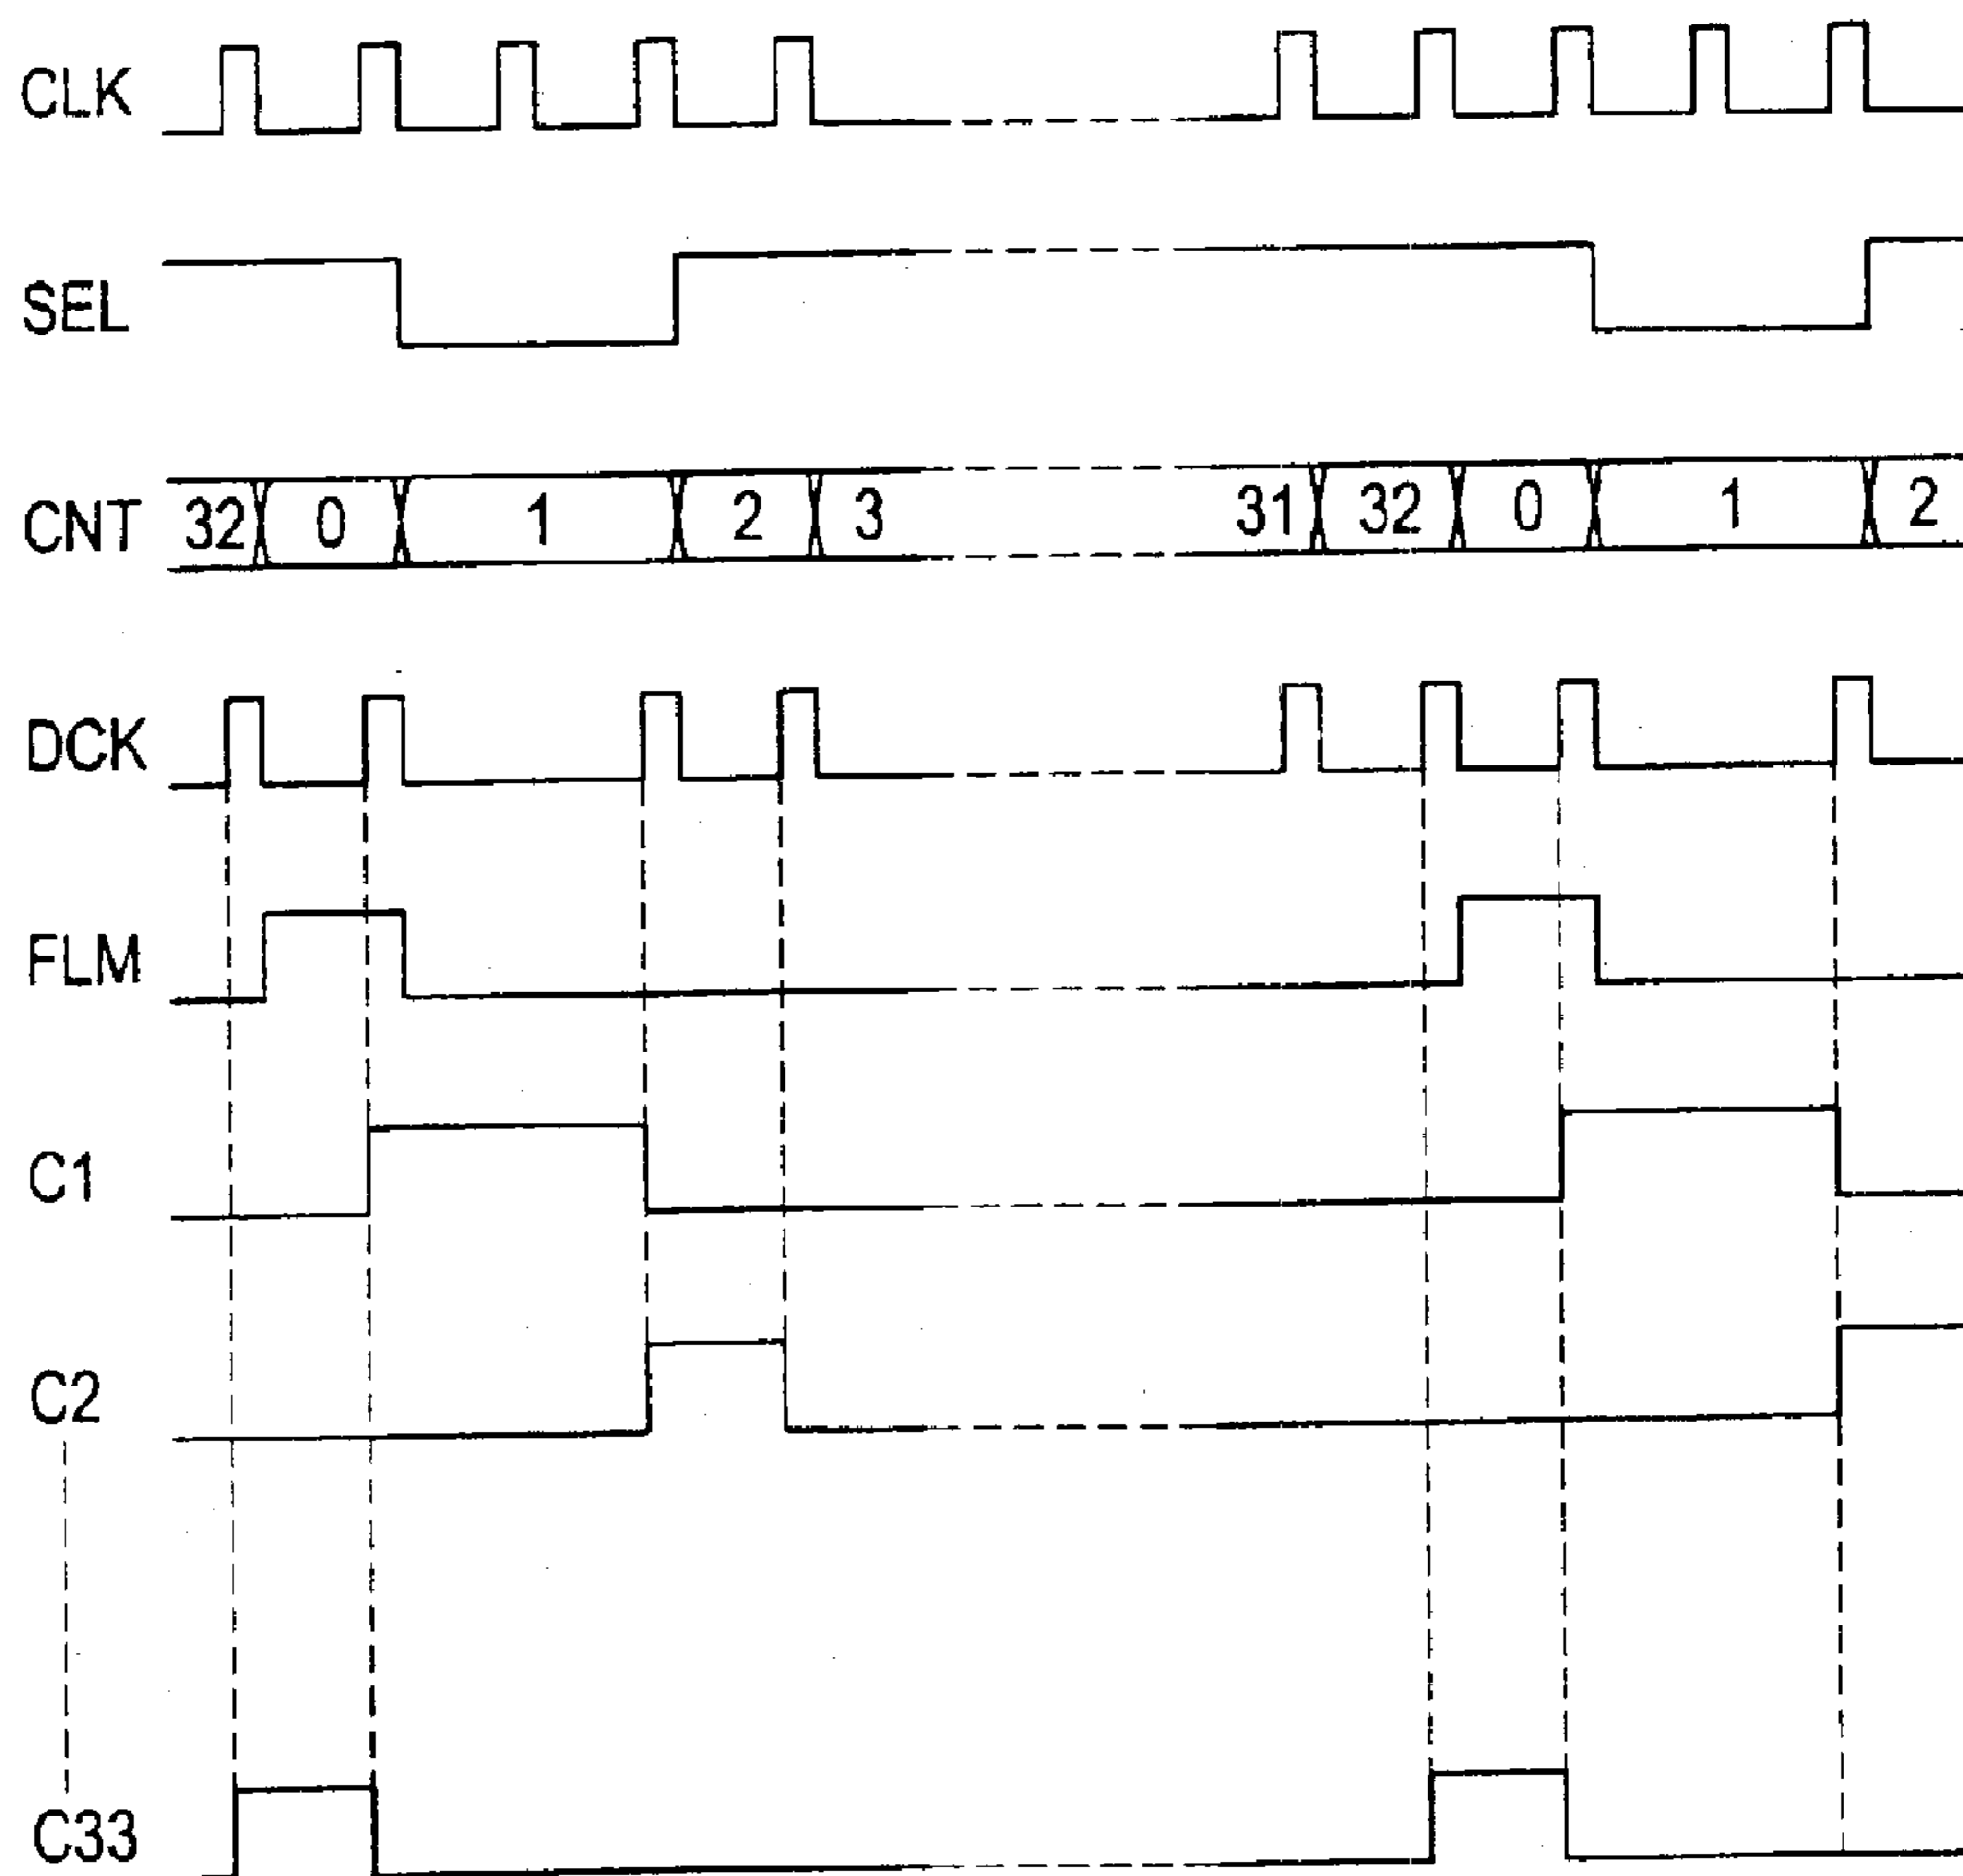 CLK
SEL
CNT 32 0 1 2 3 31 32 0 1 2
DCK
FLM
C1
C2
C33